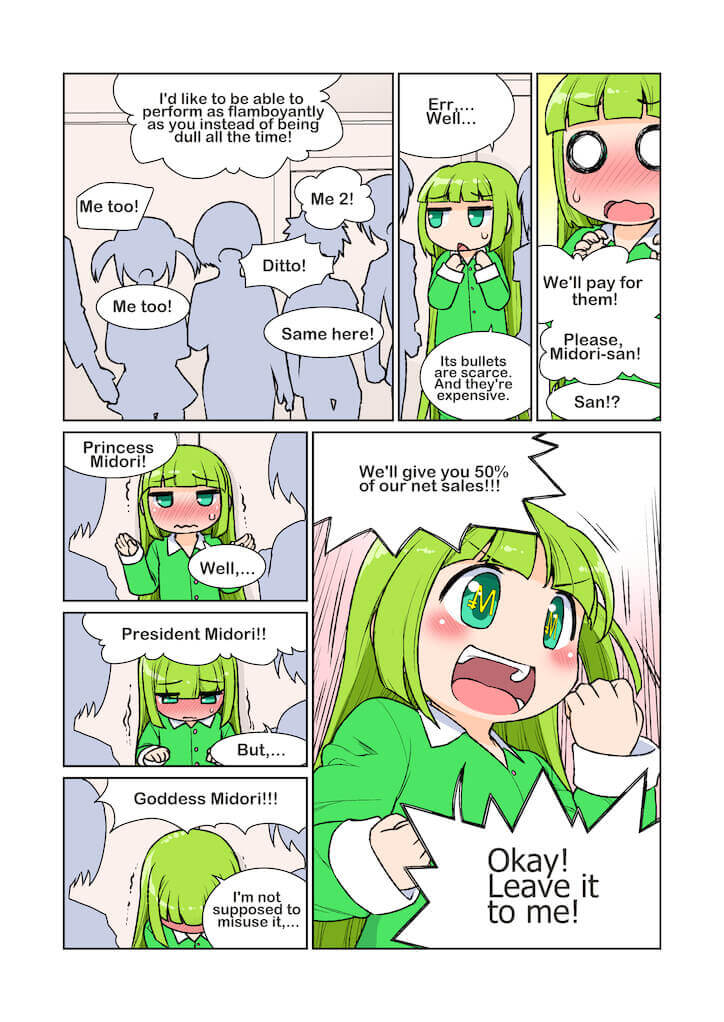 I'd like to be able to
perform as flamboyantly
as you instead of being
dull all the time!
Me too!
Me 2!
Ditto!
Me too!
Same here!
Err,...
Well...
Its bullets
are scarce.
And they're
expensive.
We'll pay for
them!
Please,
Midori-san!
San!?
Princess
Midori!
Well,...
President Midori!!
But,...
Goddess Midori!!!
I'm not
supposed to
misuse it,...
We'll give you 50%
of our net sales!!!
M
M
Okay!
Leave it
to me!